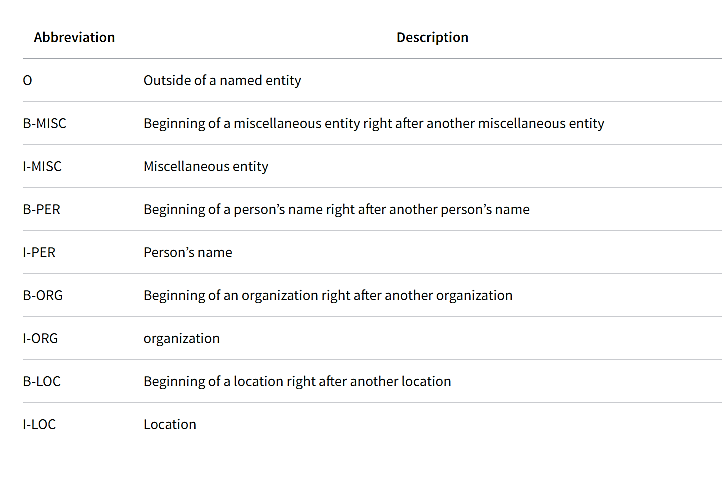 Abbreviation Description
O Outside of a named entity
B-MISC Beginning of a miscellaneous entity right after another miscellaneous entity
I-MISC Miscellaneous entity
B-PER Beginning of a person’s name right after another person’s name
I-PER Person’s name
B-ORG Beginning of an organization right after another organization
I-ORG organization
B-LOC Beginning of a location right after another location
I-LOC Location